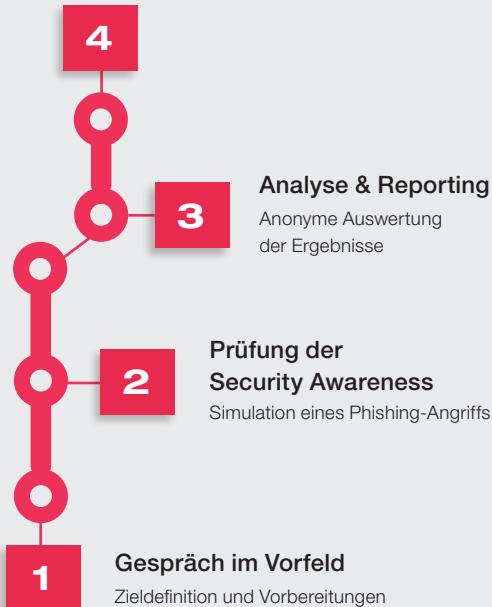 4
3
Analyse & Reporting
Anonyme Auswertung
der Ergebnisse
2
Prüfung der
Security Awareness
Simulation eines Phishing-Angriffs
1
Gespräch im Vorfeld
Zieldefinition und Vorbereitungen